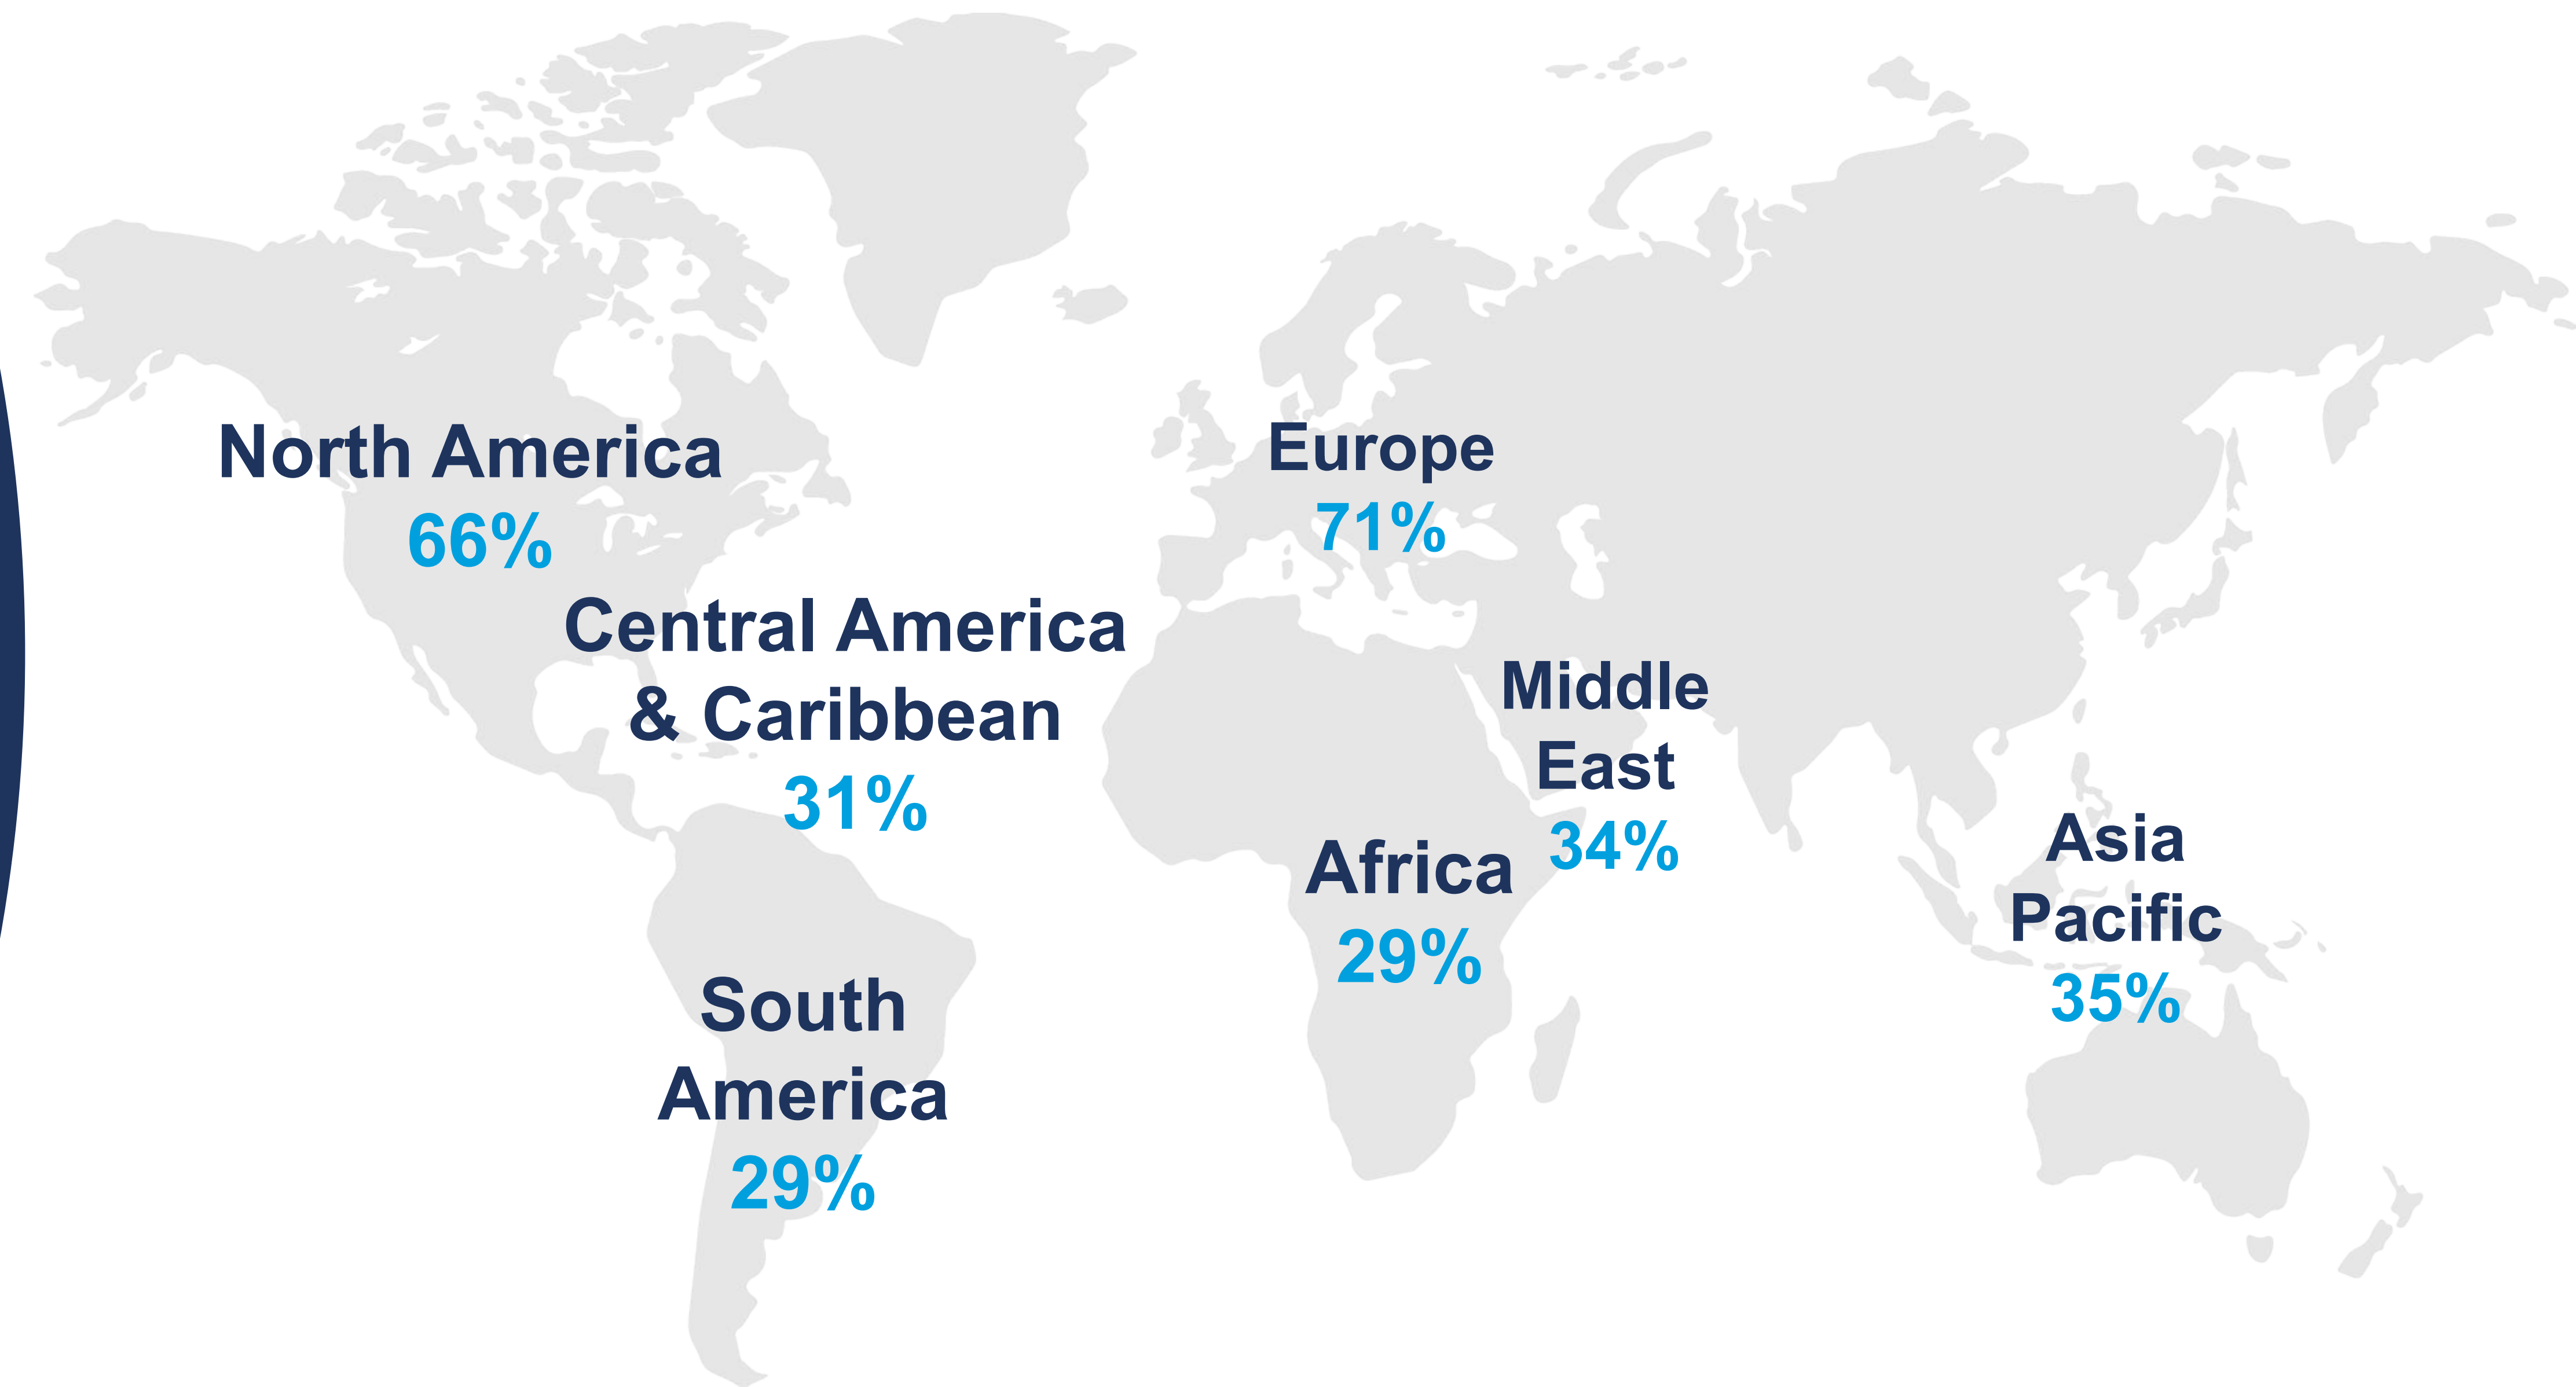 North America
66%
Central America
& Caribbean
31%
South
America
29%
Europe
71%
Middle
East
34%
Africa
29%
Asia
Pacific
35%